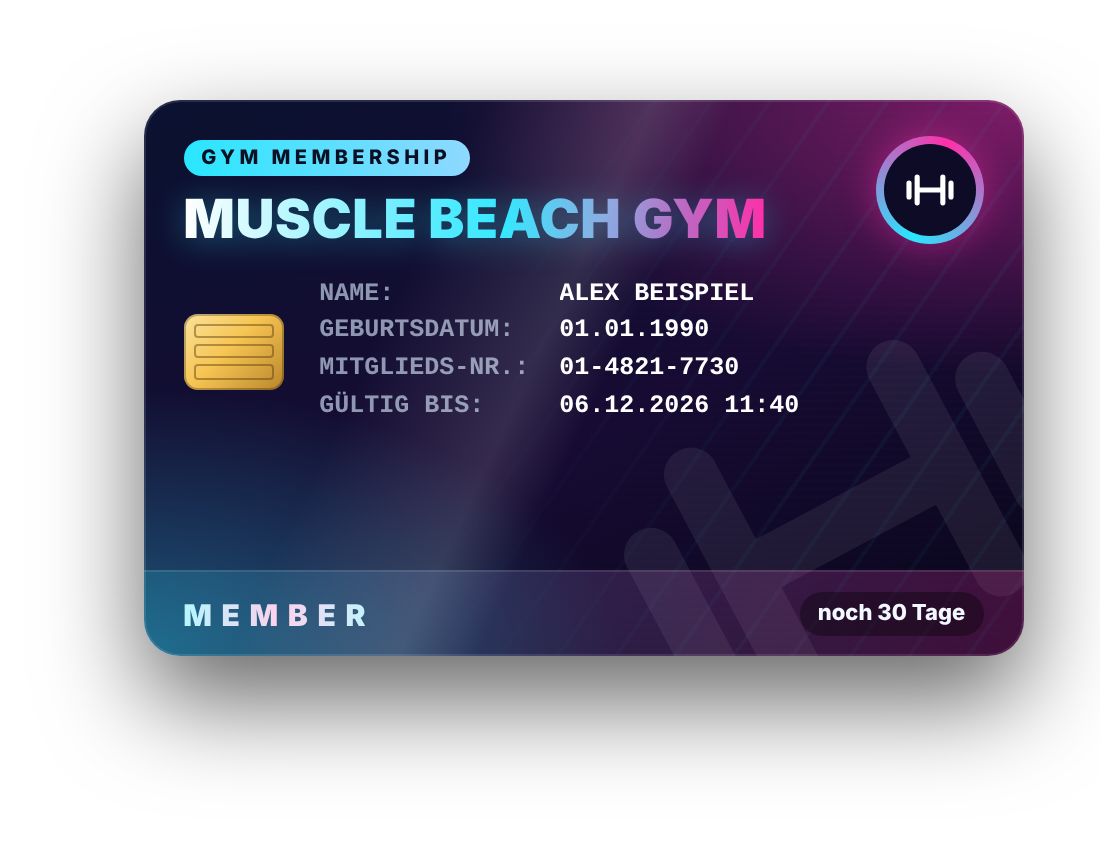 GYM MEMBERSHIP
MUSCLE BEACH GYM
NAME: ALEX BEISPIEL
GEBURTSDATUM: 01.01.1990
MITGLIEDS-NR.: 01-4821-7730
GÜLTIG BIS: 06.12.2026 11:40
MEMBER
noch 30 Tage